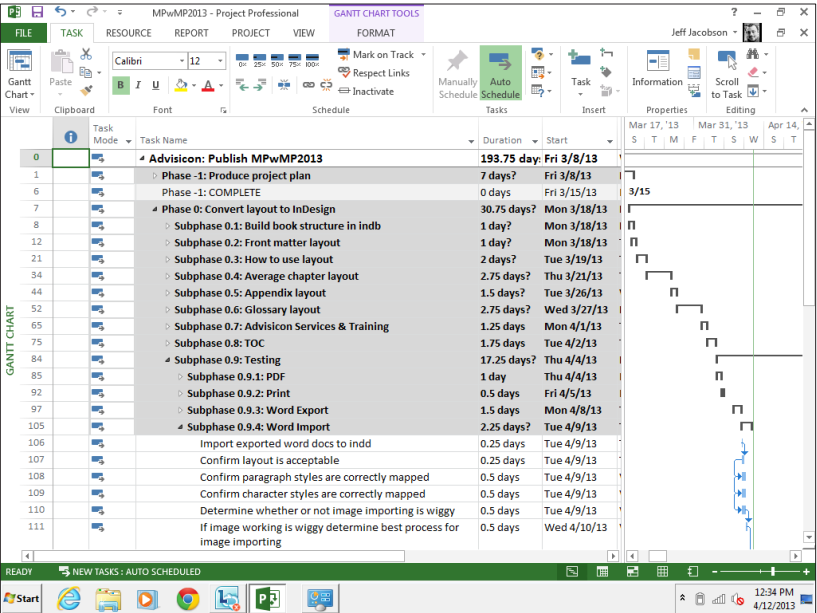 MPwMP2013 - Project Professional GANTT CHART TOOLS ?
FILE TASK RESOURCE REPORT PROJECT VIEW FORMAT Jeff Jacobson
Gantt Chart
Paste
Calibri 12
B I U A
0% 25% 50% 75% 100%
Mark on Track
Respect Links
Inactivate
Manually Schedule
Auto Schedule
Task
Information
Scroll to Task
View Clipboard Font Schedule Tasks Insert Properties Editing
Task Mode Task Name Duration Start
Mar 17, '13 Mar 31, '13 Apr 14,
S T M F T S W S T
0 Advisicon: Publish MPwMP2013 193.75 day: Fri 3/8/13
1 Phase -1: Produce project plan 7 days? Fri 3/8/13
6 Phase -1: COMPLETE 0 days Fri 3/15/13 3/15
7 Phase 0: Convert layout to InDesign 30.75 days? Mon 3/18/13
8 Subphase 0.1: Build book structure in indb 1 day? Mon 3/18/13
12 Subphase 0.2: Front matter layout 1 day? Mon 3/18/13
21 Subphase 0.3: How to use layout 2 days? Tue 3/19/13
34 Subphase 0.4: Average chapter layout 2.75 days? Thu 3/21/13
44 Subphase 0.5: Appendix layout 1.5 days? Tue 3/26/13
52 Subphase 0.6: Glossary layout 2.75 days? Wed 3/27/13
65 Subphase 0.7: Advisicon Services & Training 1.25 days Mon 4/1/13
75 Subphase 0.8: TOC 1.75 days Tue 4/2/13
84 Subphase 0.9: Testing 17.25 days? Thu 4/4/13
85 Subphase 0.9.1: PDF 1 day Thu 4/4/13
92 Subphase 0.9.2: Print 0.5 days Fri 4/5/13
97 Subphase 0.9.3: Word Export 1.5 days Mon 4/8/13
105 Subphase 0.9.4: Word Import 2.25 days? Tue 4/9/13
106 Import exported word docs to indd 0.25 days Tue 4/9/13
107 Confirm layout is acceptable 0.25 days Tue 4/9/13
108 Confirm paragraph styles are correctly mapped 0.5 days Tue 4/9/13
109 Confirm character styles are correctly mapped 0.5 days Tue 4/9/13
110 Determine whether or not image importing is wiggy 0.5 days Tue 4/9/13
111 If image working is wiggy determine best process for 0.5 days Wed 4/10/13
image importing
GANTT CHART
READY NEW TASKS : AUTO SCHEDULED
Start
12:34 PM
4/12/2013